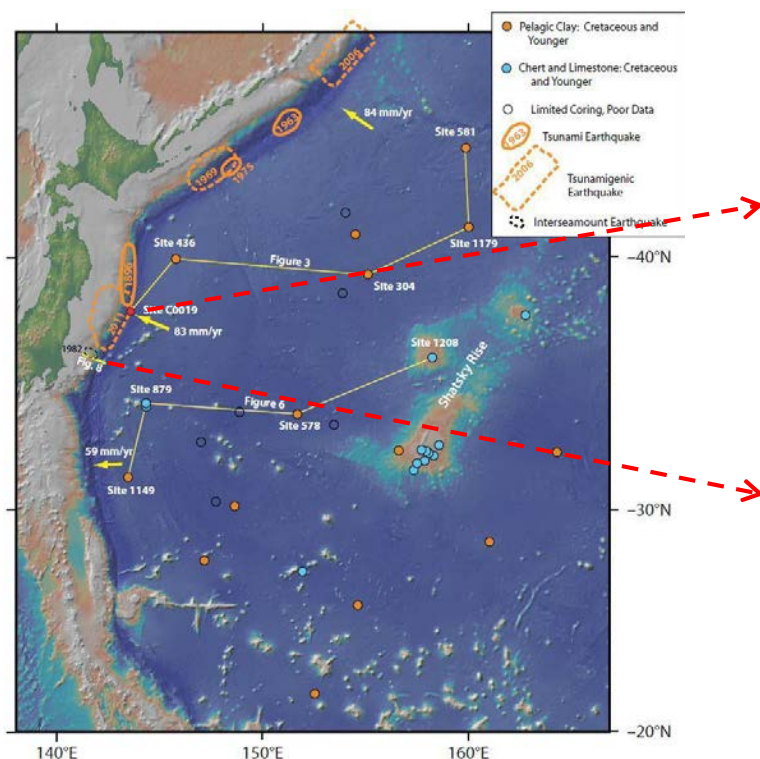 Pelagic Clay: Cretaceous and
Younger
Chert and Limestone: Cretaceous
and Younger
Limited Coring, Poor Data
1963
Tsunami Earthquake
2006
Tsunamigenic
Earthquake
Interseamount Earthquake
2006
84 mm/yr
1963
Site 581
1969
1975
Site 436
Figure 3
Site 1179
−40°N
1896
Site 304
Site C0019
2011
83 mm/yr
1982
Fig. 8
Site 1208
Shatsky Rise
Site 879
Figure 6
Site 578
59 mm/yr
Site 1149
−30°N
−20°N
140°E
150°E
160°E